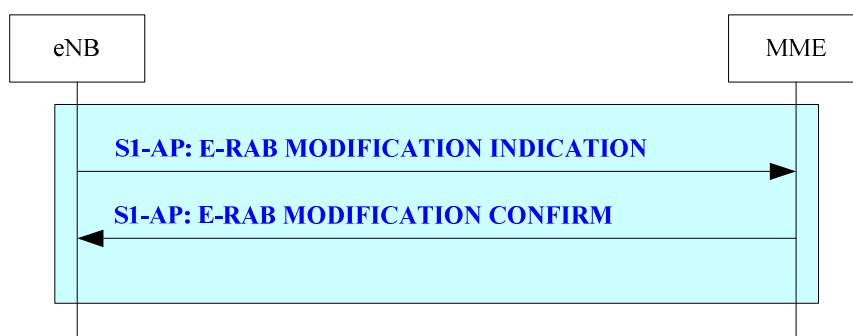 eNB
MME
S1-AP: E-RAB MODIFICATION INDICATION
S1-AP: E-RAB MODIFICATION CONFIRM